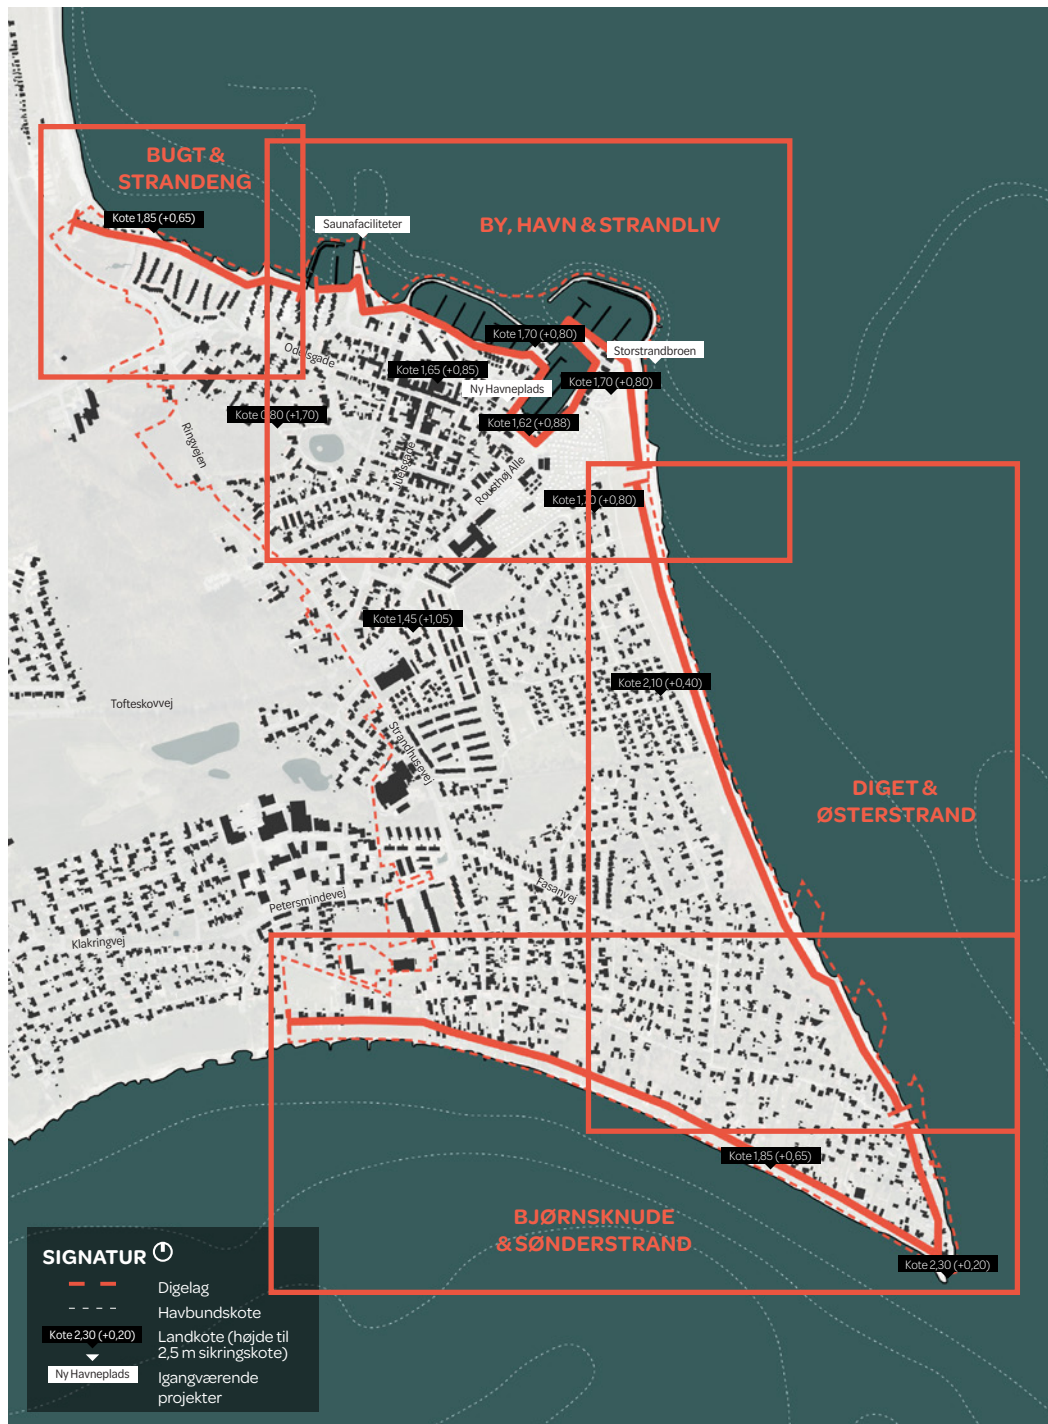 BUGT &
STRANDENG
Kote 1,85 (+0,65)
Saunafaciliteter
BY, HAVN & STRANDLIV
Kote 1,70 (+0,80)
Storstrandbroen
Odelsgade
Kote 1,65 (+0,85)
Ny Havneplads
Kote 1,70 (+0,80)
Kote 0,80 (+1,70)
Kote 1,62 (+0,88)
Ringvejen
Juelsgade
Rousthøj Alle
Kote 1,70 (+0,80)
Kote 1,45 (+1,05)
Kote 2,10 (+0,40)
Tofteskovvej
Strandhusevej
DIGET &
ØSTERSTRAND
Fasanvej
Petersmindevej
Klakringvej
Kote 1,85 (+0,65)
BJØRNSKNUDE
& SØNDERSTRAND
Kote 2,30 (+0,20)
SIGNATUR
Digelag
Havbundskote
Kote 2,30 (+0,20)
Landkote (højde til
2,5 m sikringskote)
Ny Havneplads
Igangværende
projekter